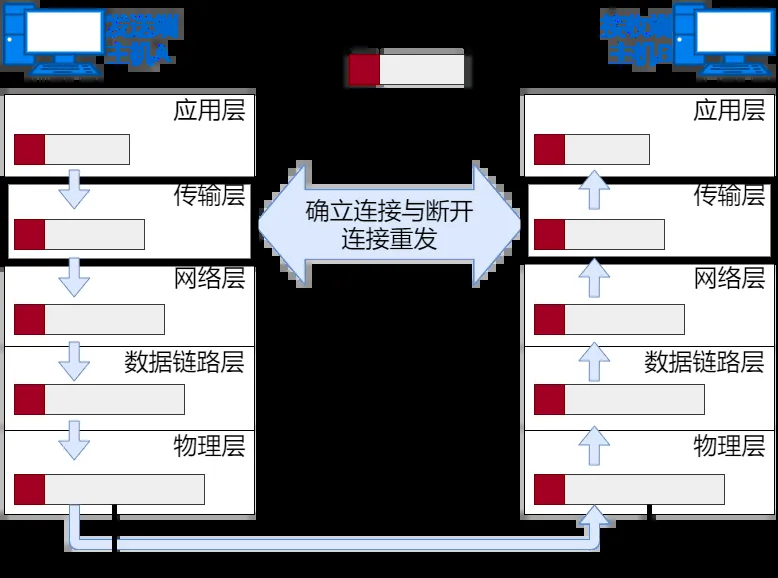 发送端
主机A
接收端
主机B
应用层
应用层
传输层
传输层
确立连接与断开
连接重发
网络层
网络层
数据链路层
数据链路层
物理层
物理层